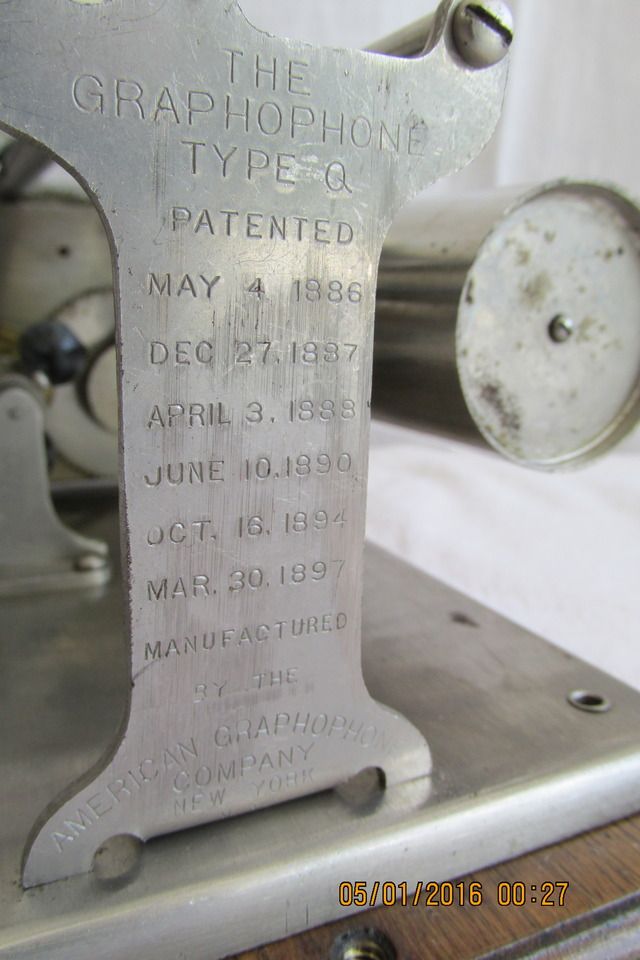 THE
GRAPHOPHONE
TYPE Q
PATENTED
MAY 4 1886
DEC 27.1887
APRIL 3. 1888
JUNE 10.1890
OCT. 16. 1894
MAR. 30. 1897
MANUFACTURED
BY THE
AMERICAN GRAPHOPHONE
COMPANY
NEW YORK
05/01/2016 00:27